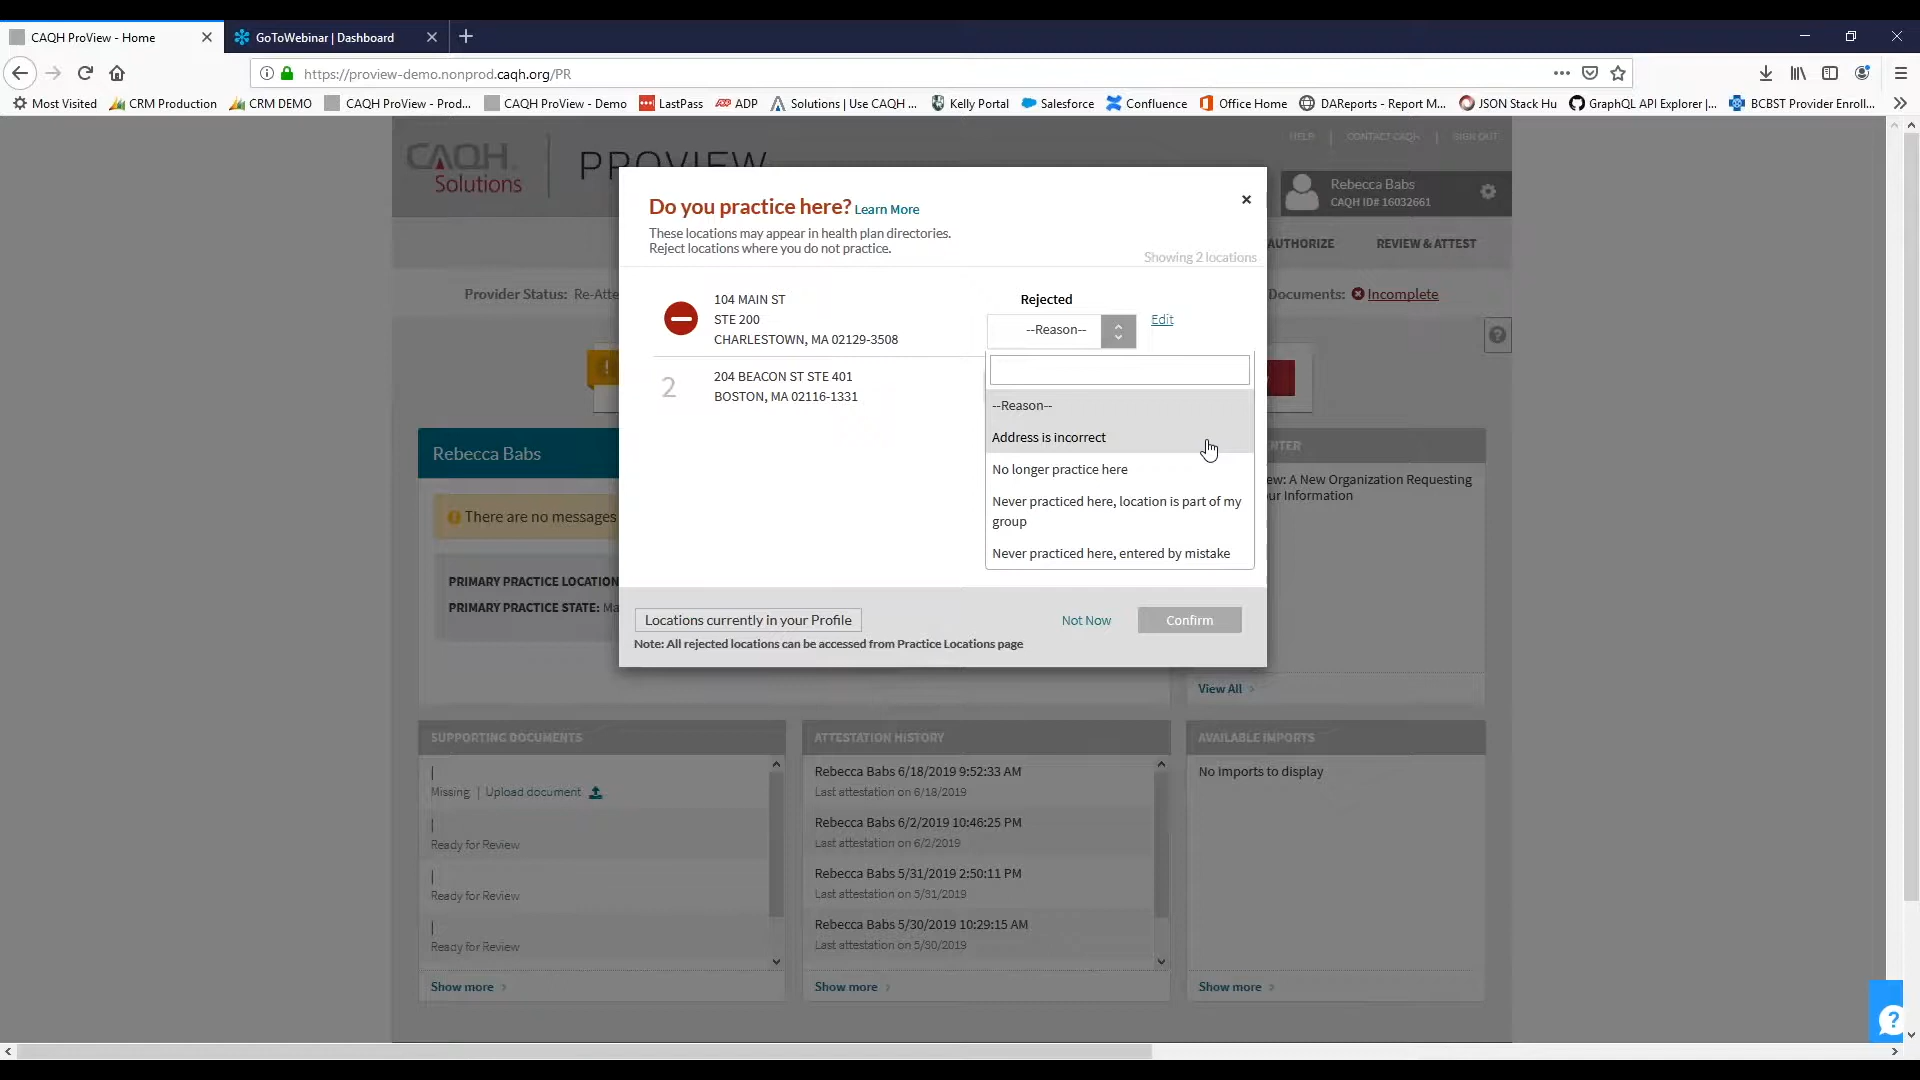 CAQH ProView - Home
GoToWebinar | Dashboard
https://proview-demo.nonprod.caqh.org/PR
Most Visited
CRM Production
CRM DEMO
CAQH ProView - Prod...
CAQH ProView - Demo
LastPass
ADP
Solutions | Use CAQH ...
Kelly Portal
Salesforce
Confluence
Office Home
DAReports - Report M...
JSON Stack Hu
GraphQL API Explorer |...
BCBST Provider Enroll...
HELP | CONTACT CAQH | SIGN OUT
CAQH
Solutions
PROVIEW
Rebecca Babs
CAQH ID# 16032661
AUTHORIZE
REVIEW & ATTEST
Provider Status: Re-Atte
Documents: Incomplete
Do you practice here? Learn More
These locations may appear in health plan directories.
Reject locations where you do not practice.
Showing 2 locations
104 MAIN ST
STE 200
CHARLESTOWN, MA 02129-3508
Rejected
--Reason--
Edit
2
204 BEACON ST STE 401
BOSTON, MA 02116-1331
--Reason--
Address is incorrect
No longer practice here
Never practiced here, location is part of my
group
Never practiced here, entered by mistake
Locations currently in your Profile
Not Now
Confirm
Note: All rejected locations can be accessed from Practice Locations page
Rebecca Babs
There are no messages
PRIMARY PRACTICE LOCATION
PRIMARY PRACTICE STATE: Ma
ENTER
ew: A New Organization Requesting
ur Information
View All
SUPPORTING DOCUMENTS
|
Missing | Upload document
|
Ready for Review
|
Ready for Review
|
Ready for Review
Show more
ATTESTATION HISTORY
Rebecca Babs 6/18/2019 9:52:33 AM
Last attestation on 6/18/2019
Rebecca Babs 6/2/2019 10:46:25 PM
Last attestation on 6/2/2019
Rebecca Babs 5/31/2019 2:50:11 PM
Last attestation on 5/31/2019
Rebecca Babs 5/30/2019 10:29:15 AM
Last attestation on 5/30/2019
Show more
AVAILABLE IMPORTS
No imports to display
Show more